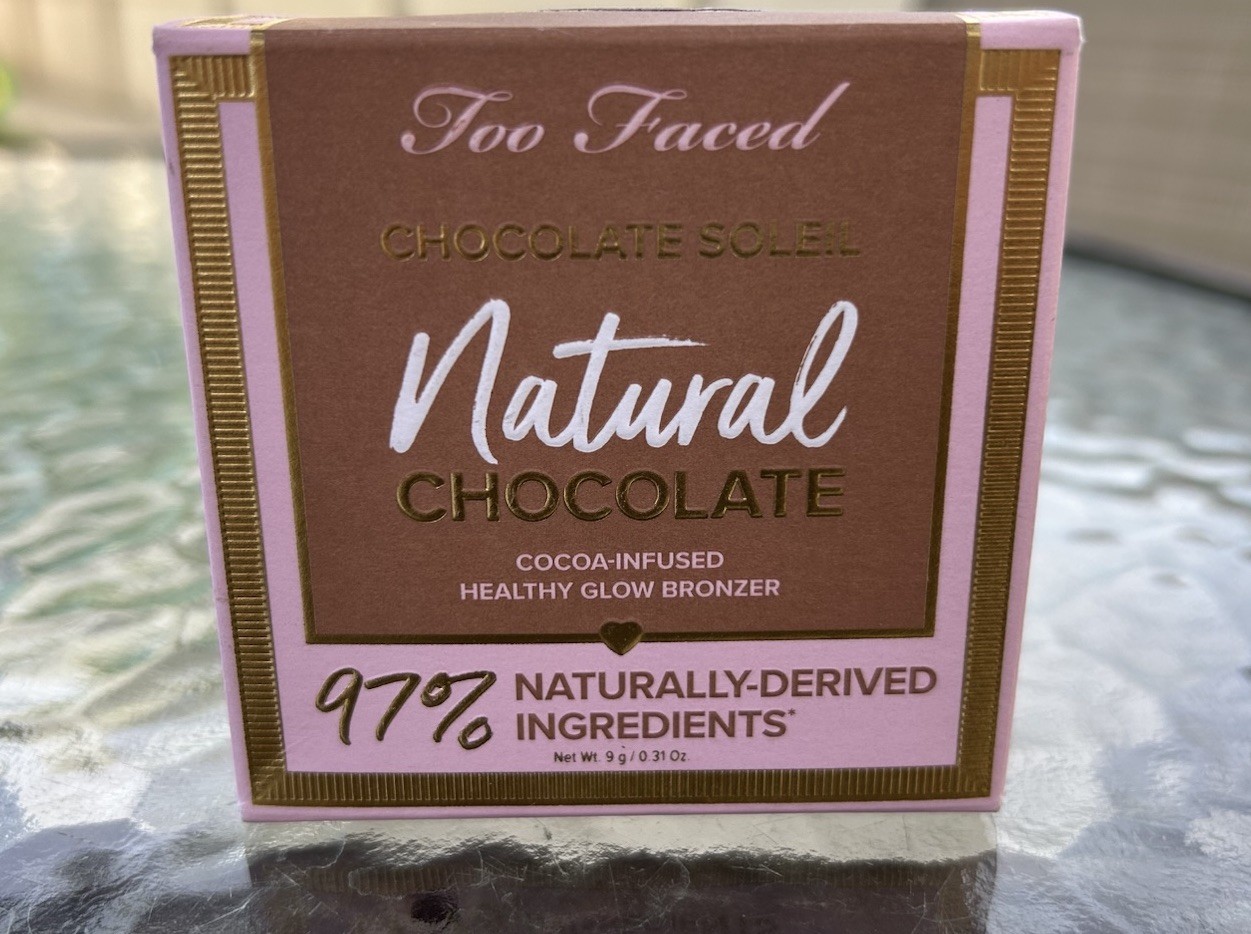 Too Faced
CHOCOLATE SOLEIL
Natural
CHOCOLATE
COCOA-INFUSED
HEALTHY GLOW BRONZER
97% NATURALLY-DERIVED
INGREDIENTS*
Net Wt. 9 g / 0.31 Oz.